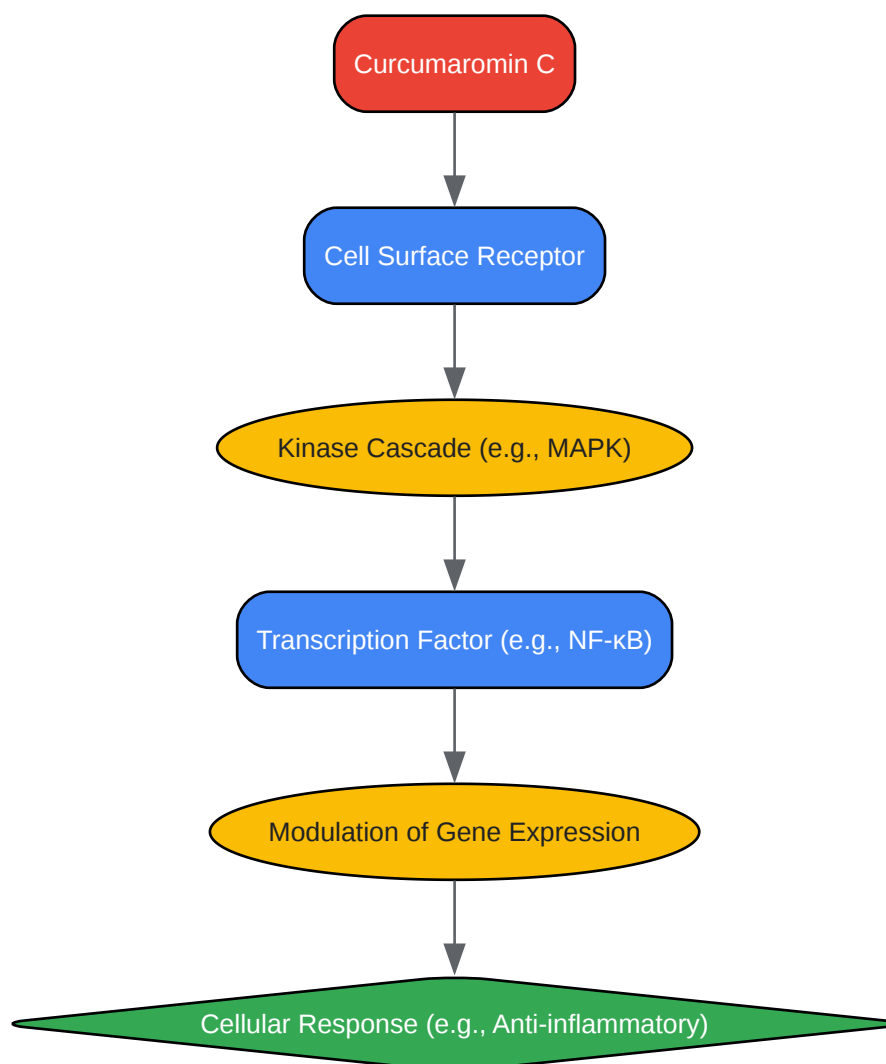 Curcumaromin C
Cell Surface Receptor
Kinase Cascade (e.g., MAPK)
Transcription Factor (e.g., NF-κB)
Modulation of Gene Expression
Cellular Response (e.g., Anti-inflammatory)